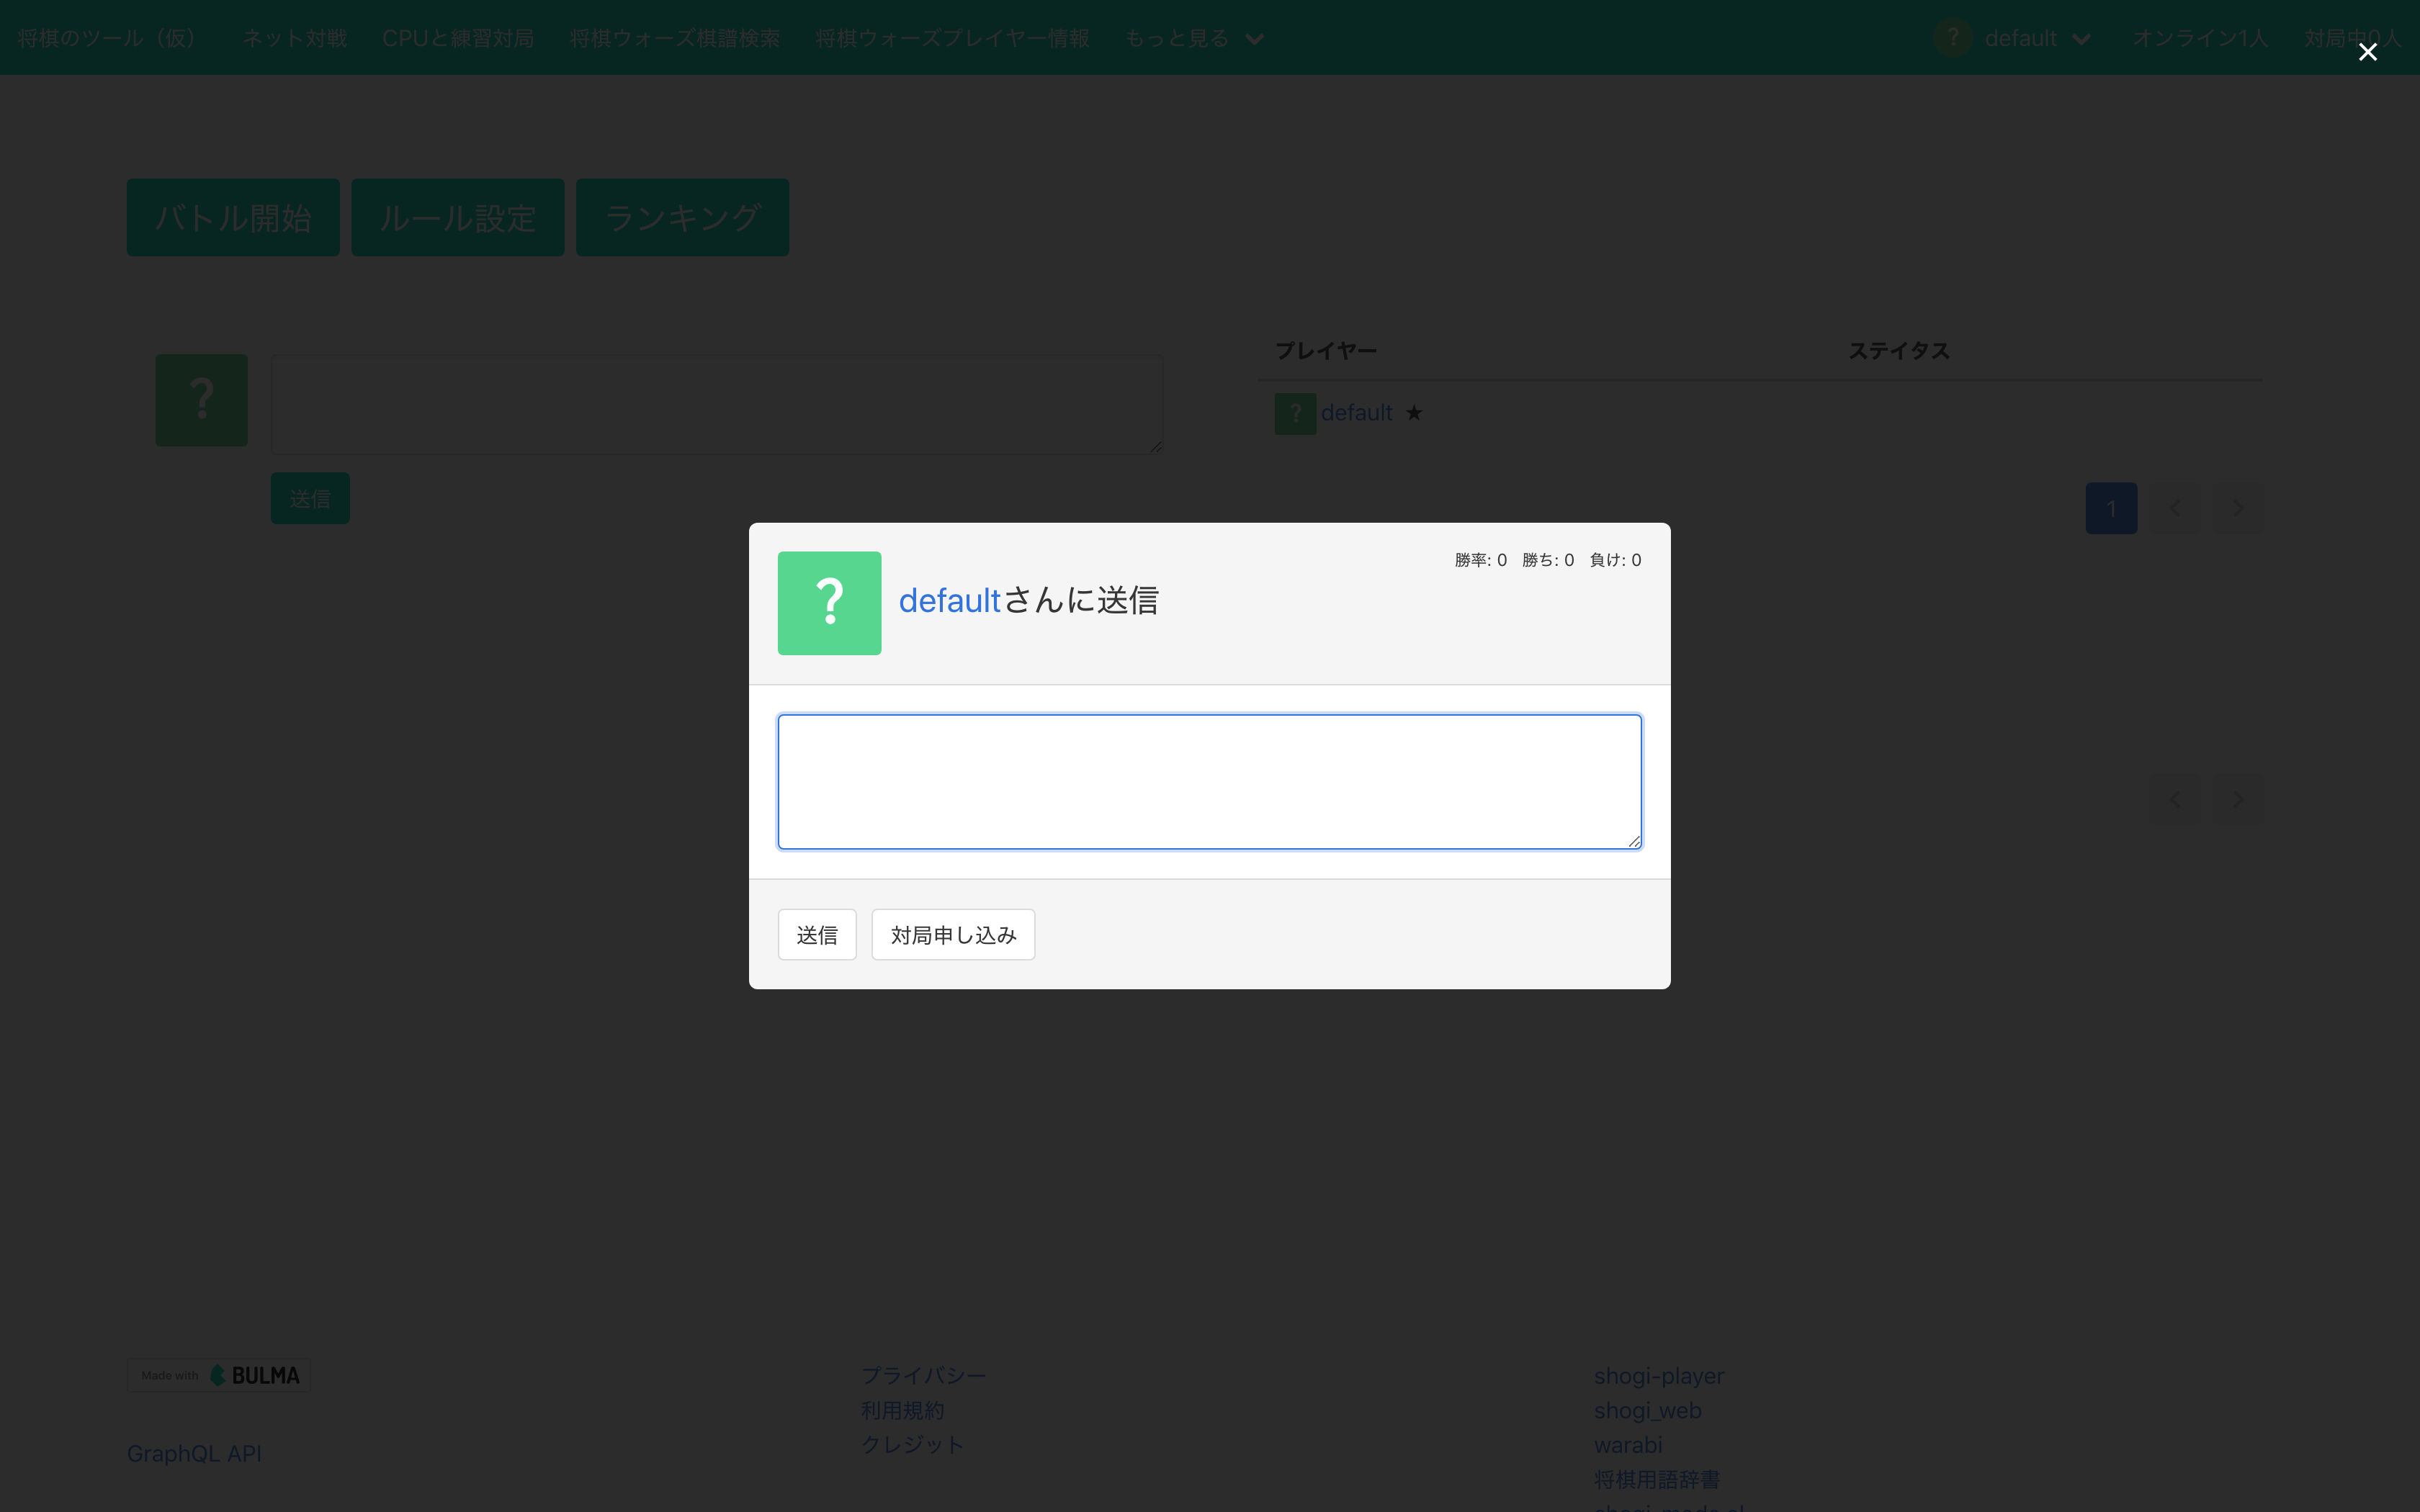 将棋のツール（仮） ネット対戦 CPUと練習対局 将棋ウォーズ棋譜検索 将棋ウォーズプレイヤー情報 もっと見る ? default オンライン1人 対局中0人
バトル開始 ルール設定 ランキング
プレイヤー ステイタス
? default ★
?
送信
1
defaultさんに送信
勝率: 0 勝ち: 0 負け: 0
?
送信 対局申し込み
Made with BULMA
GraphQL API
プライバシー
利用規約
クレジット
shogi-player
shogi_web
warabi
将棋用語辞書